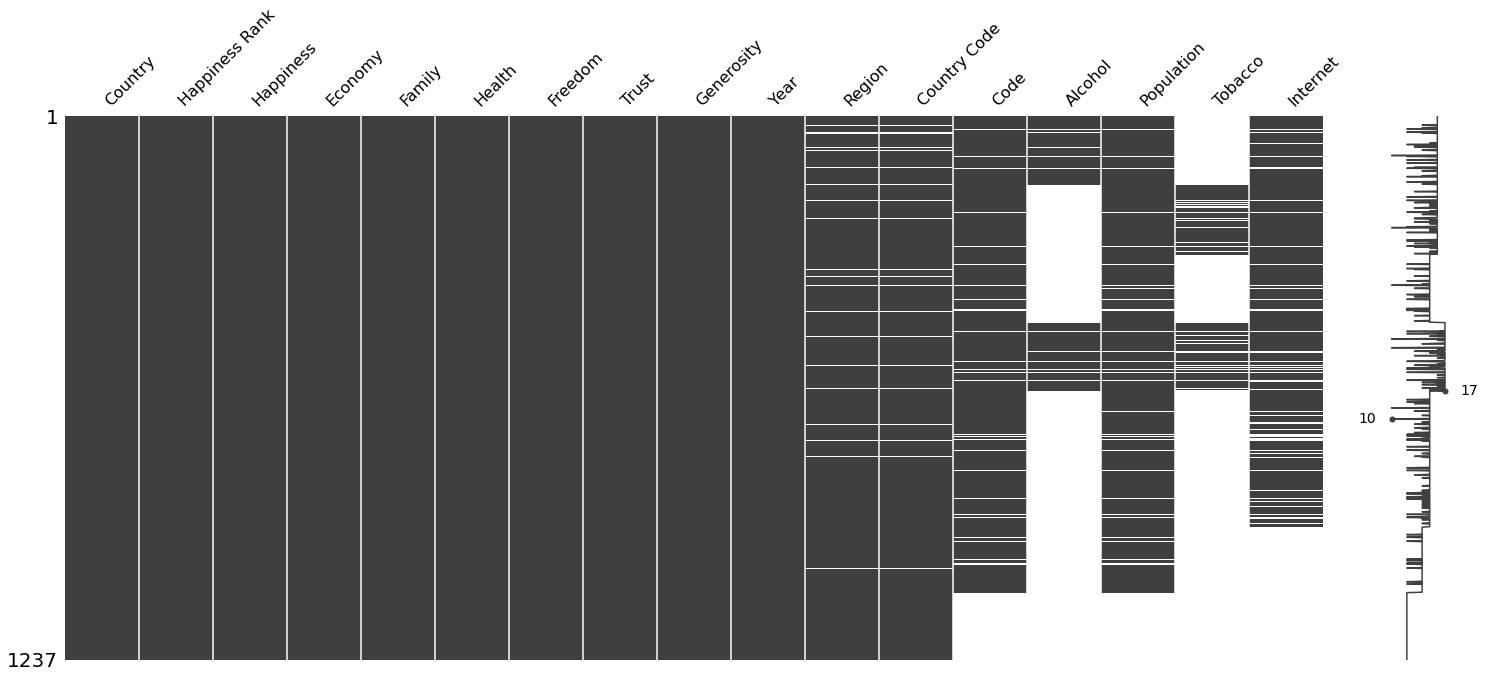 Country
Happiness Rank
Happiness
Economy
Family
Health
Freedom
Trust
Generosity
Year
Region
Country Code
Code
Alcohol
Population
Tobacco
Internet
1
17
10
1237